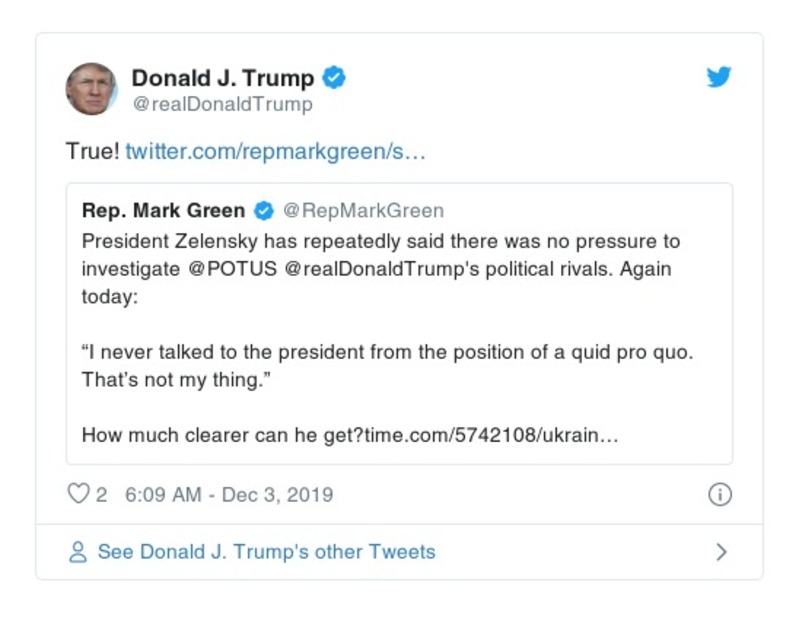 Donald J. Trump
@realDonaldTrump
True! twitter.com/repmarkgreen/s…
Rep. Mark Green @RepMarkGreen
President Zelensky has repeatedly said there was no pressure to
investigate @POTUS @realDonaldTrump's political rivals. Again
today:
“I never talked to the president from the position of a quid pro quo.
That’s not my thing.”
How much clearer can he get?time.com/5742108/ukrain…
2 6:09 AM - Dec 3, 2019
See Donald J. Trump's other Tweets